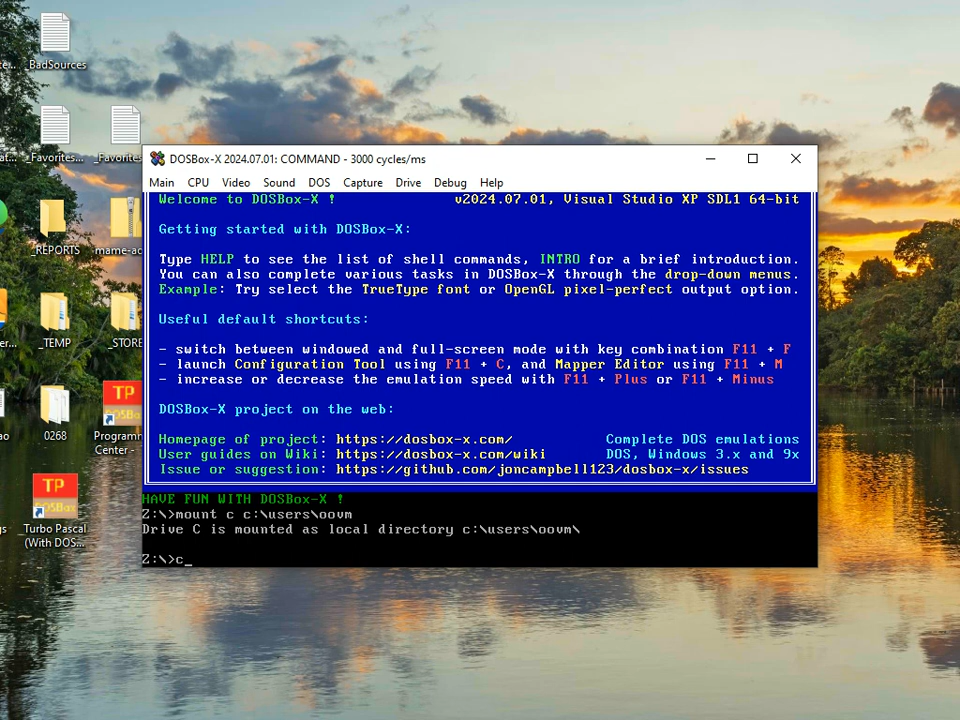 _BadSources
_Favorites...
_Favorites
_REPORTS
mame-ao
_TEMP
_STORE
0268
TP
DOSBox
Programm
Center -
TP
DOSBox
_Turbo Pascal
(With DOS...
DOSBox-X 2024.07.01: COMMAND - 3000 cycles/ms
Main CPU Video Sound DOS Capture Drive Debug Help
Welcome to DOSBox-X ! v2024.07.01, Visual Studio XP SDL1 64-bit
Getting started with DOSBox-X:
Type HELP to see the list of shell commands, INTRO for a brief introduction.
You can also complete various tasks in DOSBox-X through the drop-down menus.
Example: Try select the TrueType font or OpenGL pixel-perfect output option.
Useful default shortcuts:
- switch between windowed and full-screen mode with key combination F11 + F
- launch Configuration Tool using F11 + C, and Mapper Editor using F11 + M
- increase or decrease the emulation speed with F11 + Plus or F11 + Minus
DOSBox-X project on the web:
Homepage of project: https://dosbox-x.com/ Complete DOS emulations
User guides on Wiki: https://dosbox-x.com/wiki DOS, Windows 3.x and 9x
Issue or suggestion: https://github.com/joncampbell123/dosbox-x/issues
HAVE FUN WITH DOSBox-X !
Z:\>mount c c:\users\oovm
Drive C is mounted as local directory c:\users\oovm\
Z:\>c_